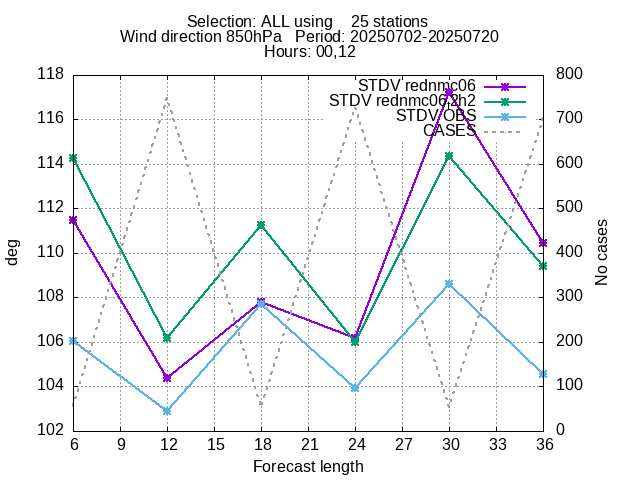 Selection: ALL using    25 stations
Wind direction 850hPa   Period: 20250702-20250720
Hours: 00,12
STDV rednmc06
STDV rednmc06_2h2
STDV OBS
CASES
deg
118
116
114
112
110
108
106
104
102
800
700
600
500
400
300
200
100
0
No cases
6 9 12 15 18 21 24 27 30 33 36
Forecast length